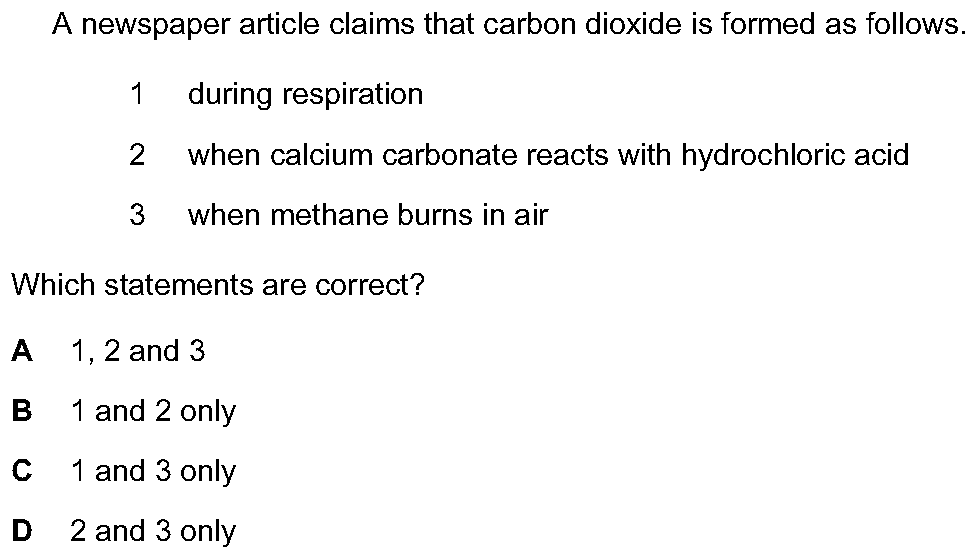 A newspaper article claims that carbon dioxide is formed as follows.
1 during respiration
2 when calcium carbonate reacts with hydrochloric acid
3 when methane burns in air
Which statements are correct?
A 1, 2 and 3
B 1 and 2 only
C 1 and 3 only
D 2 and 3 only